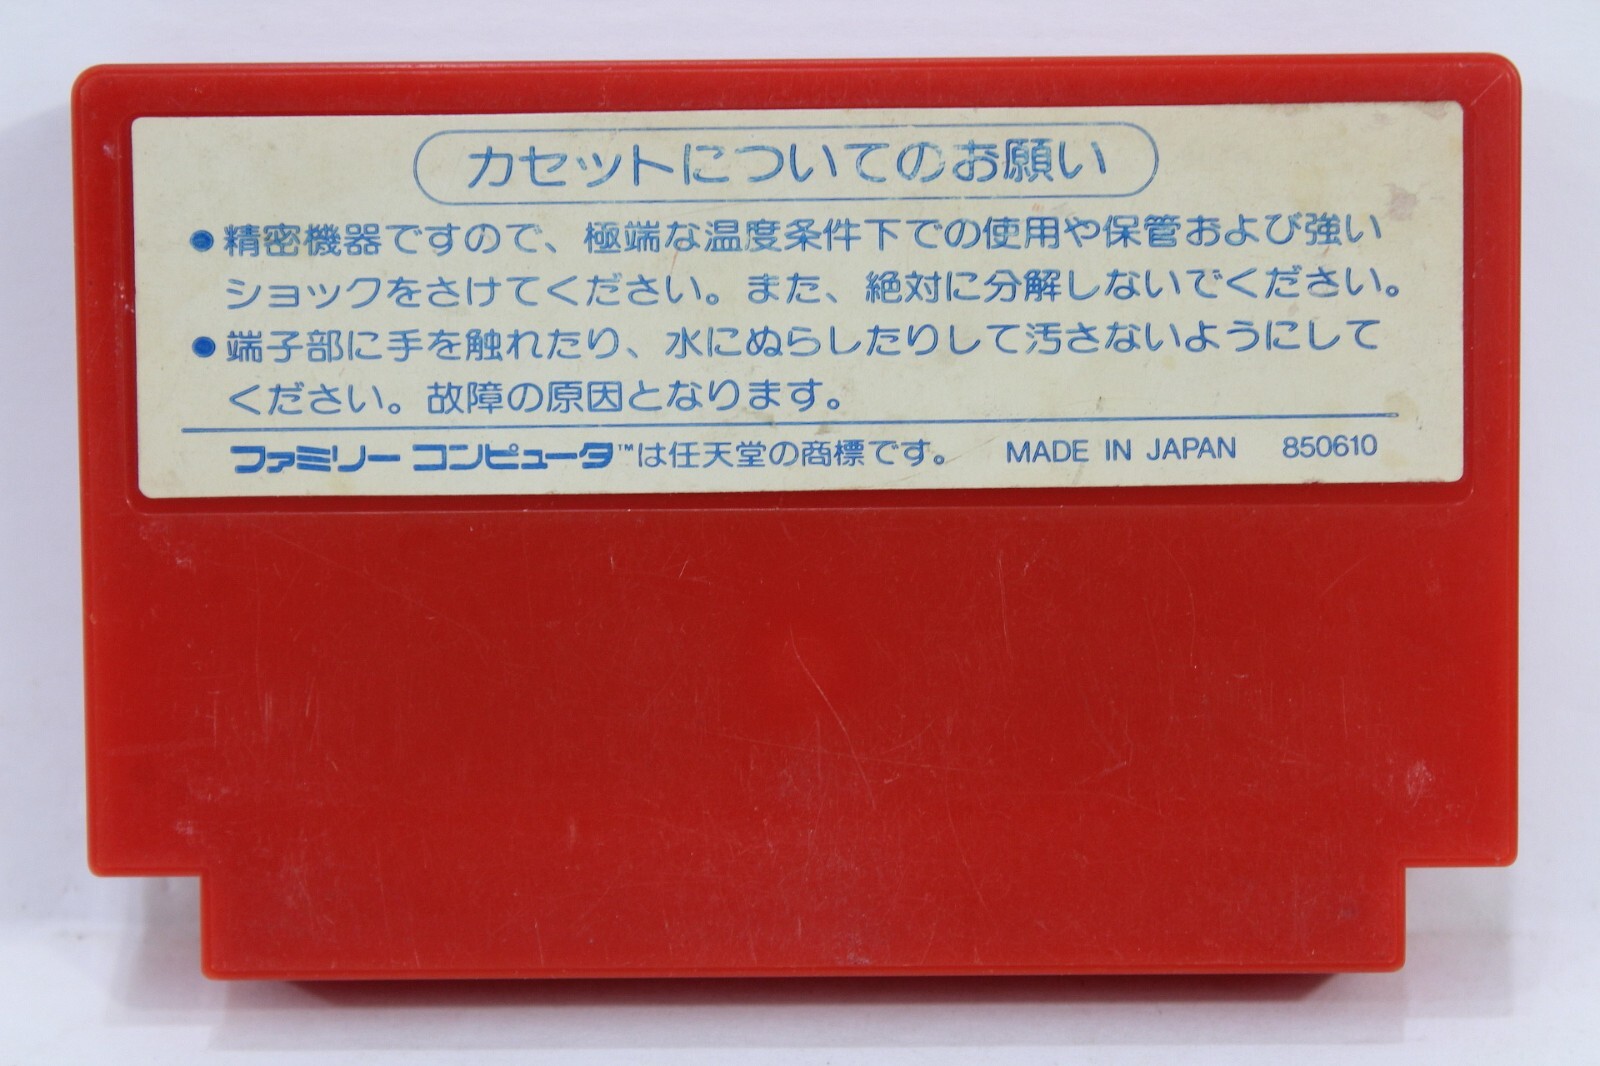 カセットについてのお願い
●精密機器ですので、極端な温度条件下での使用や保管および強い
ショックをさけてください。また、絶対に分解しないでください。
●端子部に手を触れたり、水にぬらしたりして汚さないようにして
ください。故障の原因となります。
ファミリーコンピュータ™は任天堂の商標です。 MADE IN JAPAN 850610